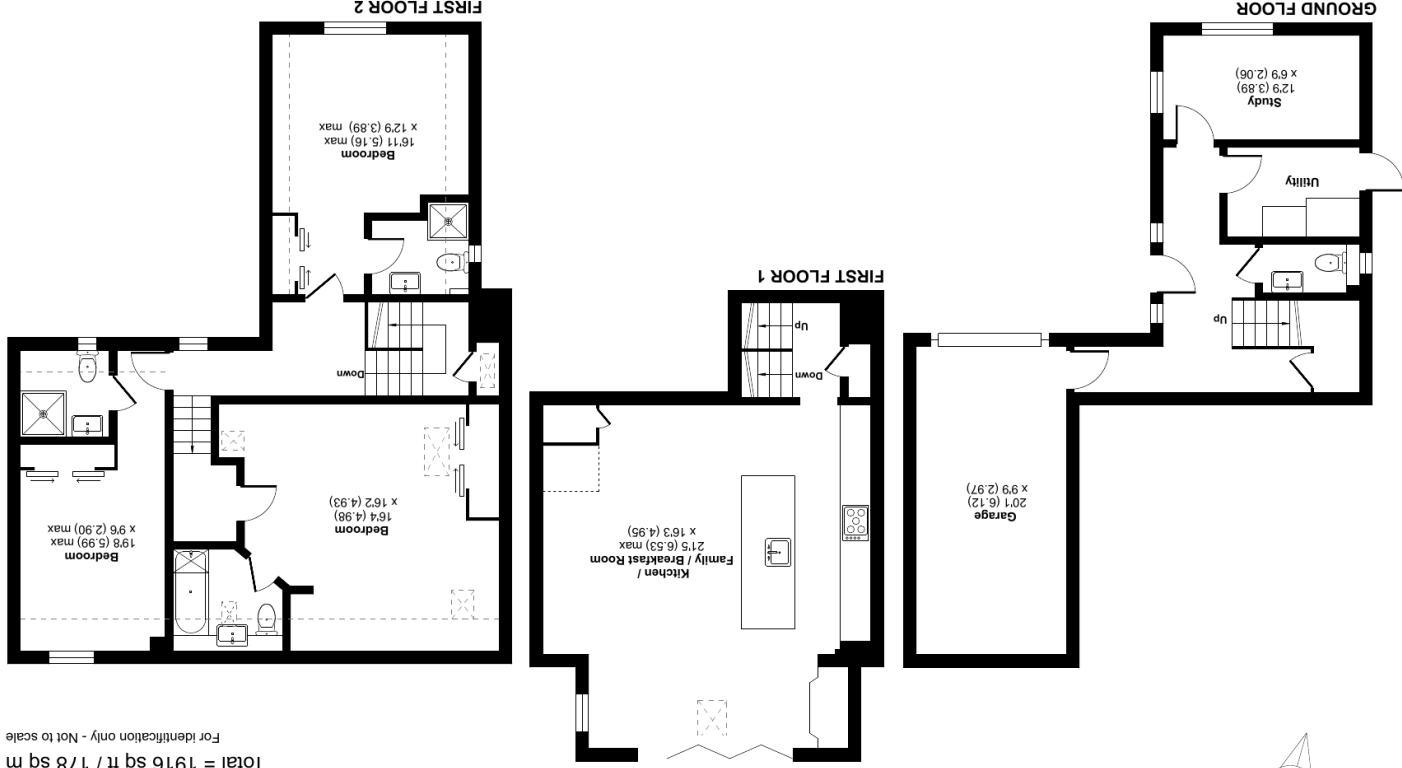 Total = 1916 sq ft / 178 sq m
For identification only - Not to scale
Garage
20'1 (6.12)
x 9'9 (2.97)
Up
Utility
Study
12'9 (3.89)
x 6'9 (2.06)
GROUND FLOOR
Kitchen /
Family / Breakfast Room
21'5 (6.53) max
x 16'3 (4.95)
Down
Up
FIRST FLOOR 1
Bedroom
19'8 (5.99) max
x 9'6 (2.90) max
Bedroom
16'4 (4.98)
x 16'2 (4.93)
Down
Bedroom
16'11 (5.16) max
x 12'9 (3.89) max
FIRST FLOOR 2